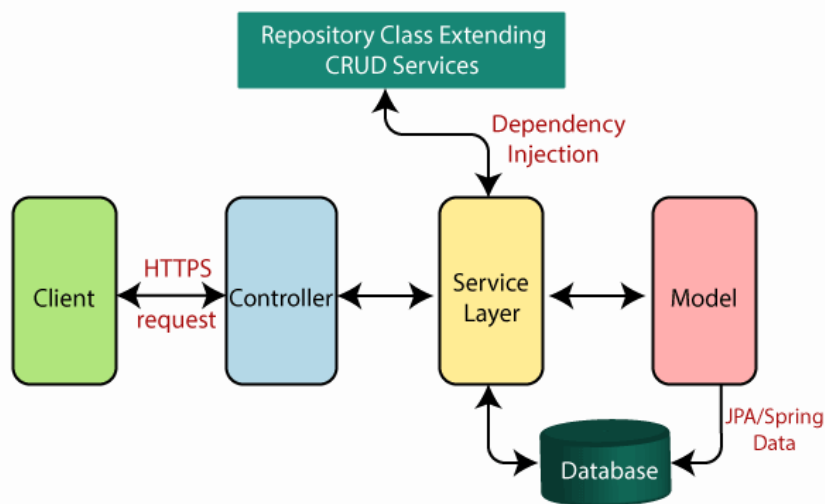 Repository Class Extending
CRUD Services
Dependency
Injection
Client
HTTPS
request
Controller
Service
Layer
Model
JPA/Spring
Data
Database